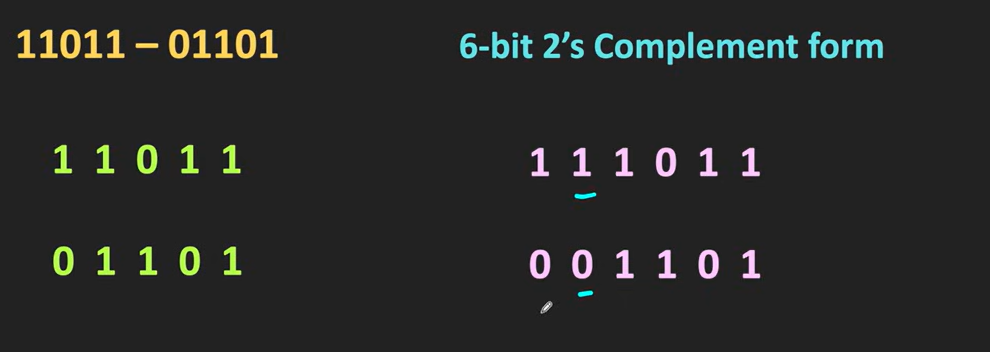 11011 – 01101
6-bit 2's Complement form
1 1 0 1 1
1 1 1 0 1 1
0 1 1 0 1
0 0 1 1 0 1